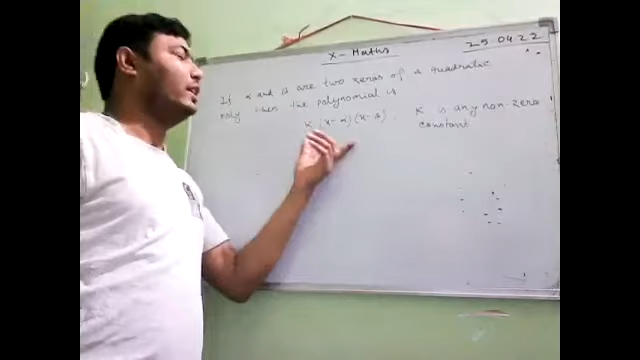 X - Maths
25.04.22
If α and β are two zeros of a quadratic
poly then the polynomial is
K (x-α)(x-β). K is any non-zero
constant